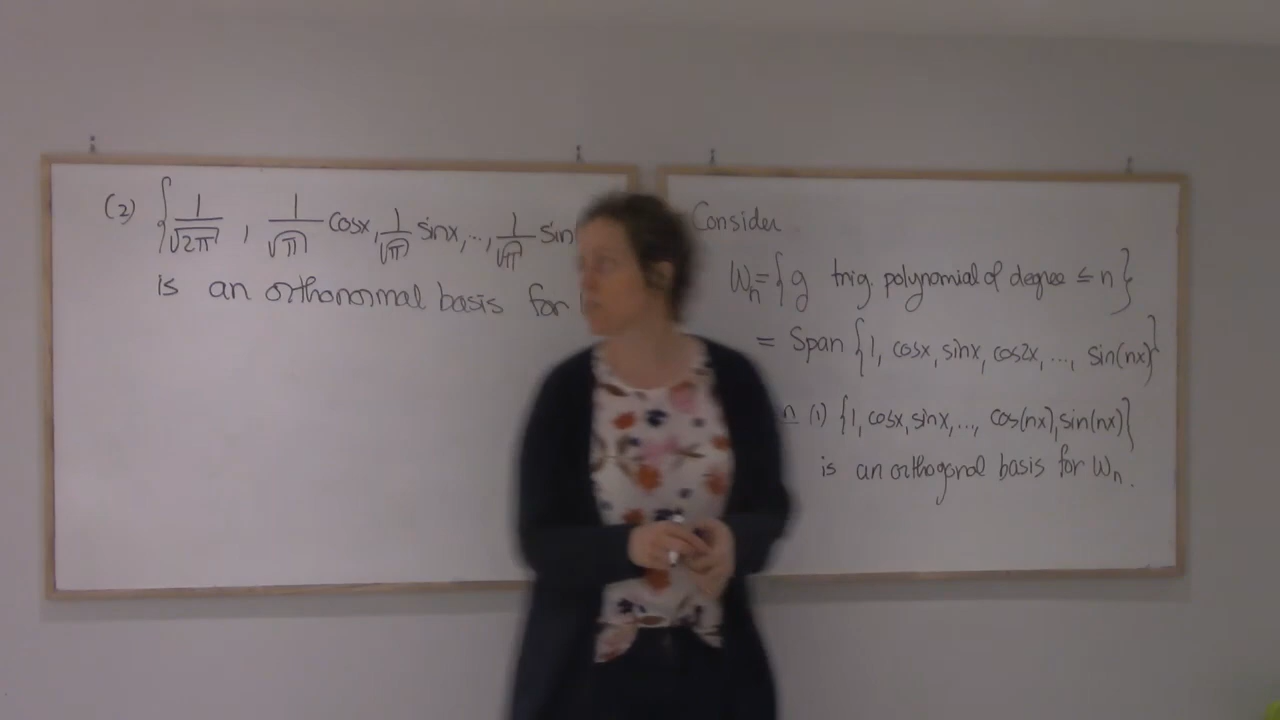 (2) { 1/√2π , 1/√π cosx, 1/√π sinx, ..., 1/√π sin
is an orthonormal basis for
Consider
Wn = { g trig. polynomial of degree ≤ n }
= Span {1, cosx, sinx, cos2x, ..., sin(nx)}
(1) {1, cosx, sinx, ..., cos(nx), sin(nx)}
is an orthogonal basis for Wn.